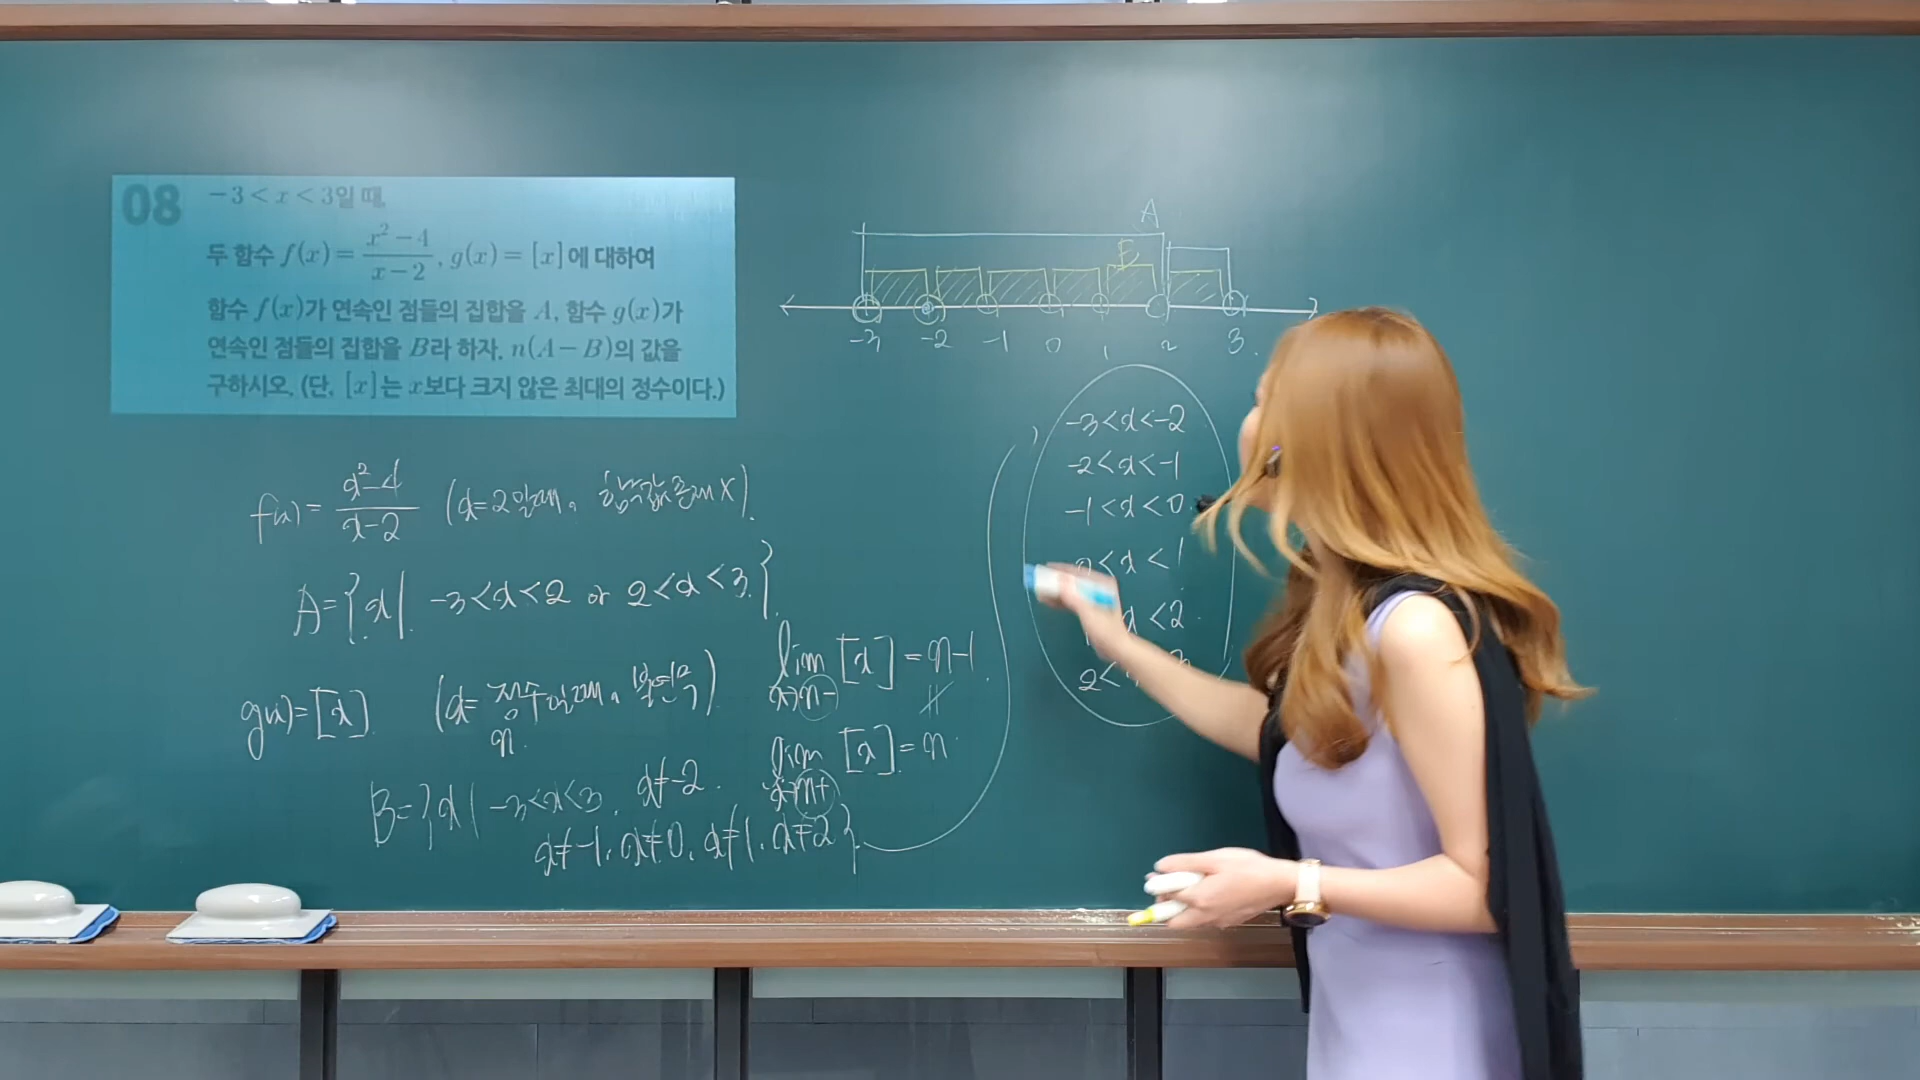 08
-3 < x < 3일 때,
두 함수 f(x) = \frac{x² - 4}{x - 2}, g(x) = [x]에 대하여
함수 f(x)가 연속인 점들의 집합을 A, 함수 g(x)가
연속인 점들의 집합을 B라 하자. n(A-B)의 값을
구하시오. (단, [x]는 x보다 크지 않은 최대의 정수이다.)
f(x) = \frac{x²-4}{x-2} (x=2일때, 함숫값존재X).
A={x| -3<x<2 or 2<x<3}
g(x)=[x] (x= 정수일때, 불연속)
n.
lim x→n- [x] = n-1
lim x→n+ [x] = n
B={x| -3<x<3, x≠-2.
x≠-1, x≠0, x≠1, x≠2}
A
B
-3 -2 -1 0 1 2 3
-3<x<-2
-2<x<-1
-1<x<0
<x<1
x<2
2<